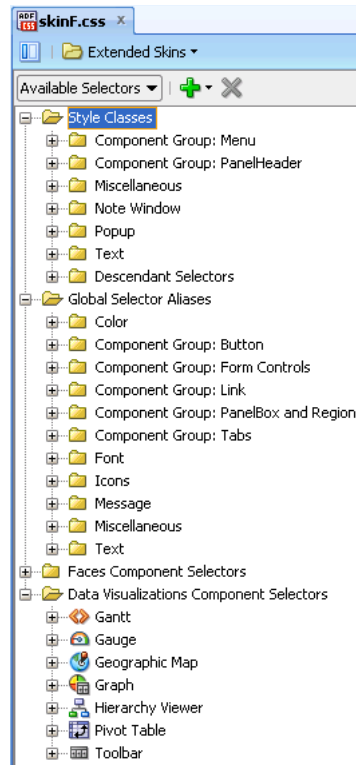 ADF
CSS
skinF.css x
Extended Skins
Available Selectors
Style Classes
Component Group: Menu
Component Group: PanelHeader
Miscellaneous
Note Window
Popup
Text
Descendant Selectors
Global Selector Aliases
Color
Component Group: Button
Component Group: Form Controls
Component Group: Link
Component Group: PanelBox and Region
Component Group: Tabs
Font
Icons
Message
Miscellaneous
Text
Faces Component Selectors
Data Visualizations Component Selectors
Gantt
Gauge
Geographic Map
Graph
Hierarchy Viewer
Pivot Table
Toolbar